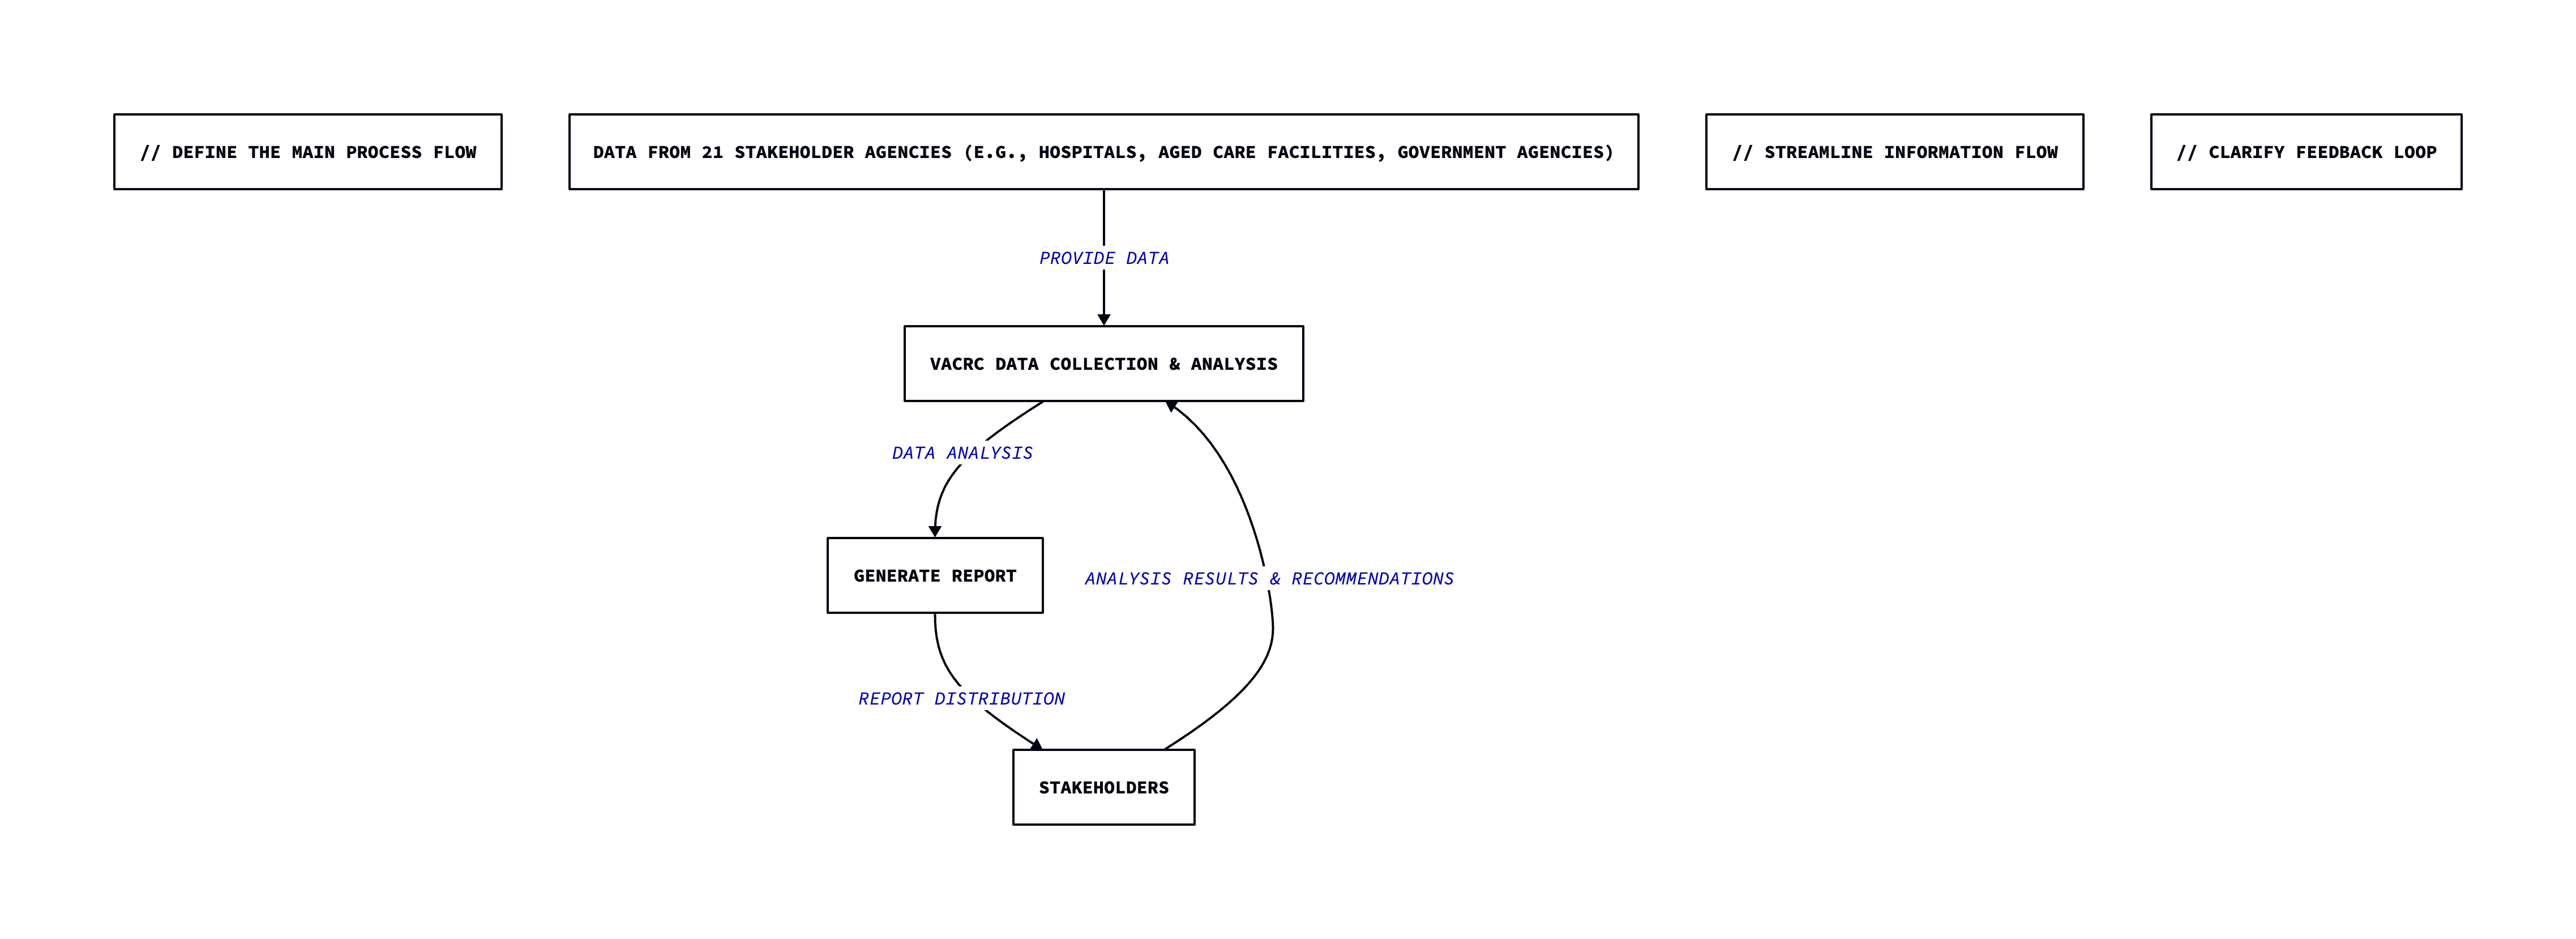 // DEFINE THE MAIN PROCESS FLOW
DATA FROM 21 STAKEHOLDER AGENCIES (E.G., HOSPITALS, AGED CARE FACILITIES, GOVERNMENT AGENCIES)
// STREAMLINE INFORMATION FLOW
// CLARIFY FEEDBACK LOOP
PROVIDE DATA
VACRC DATA COLLECTION & ANALYSIS
DATA ANALYSIS
GENERATE REPORT
ANALYSIS RESULTS & RECOMMENDATIONS
REPORT DISTRIBUTION
STAKEHOLDERS